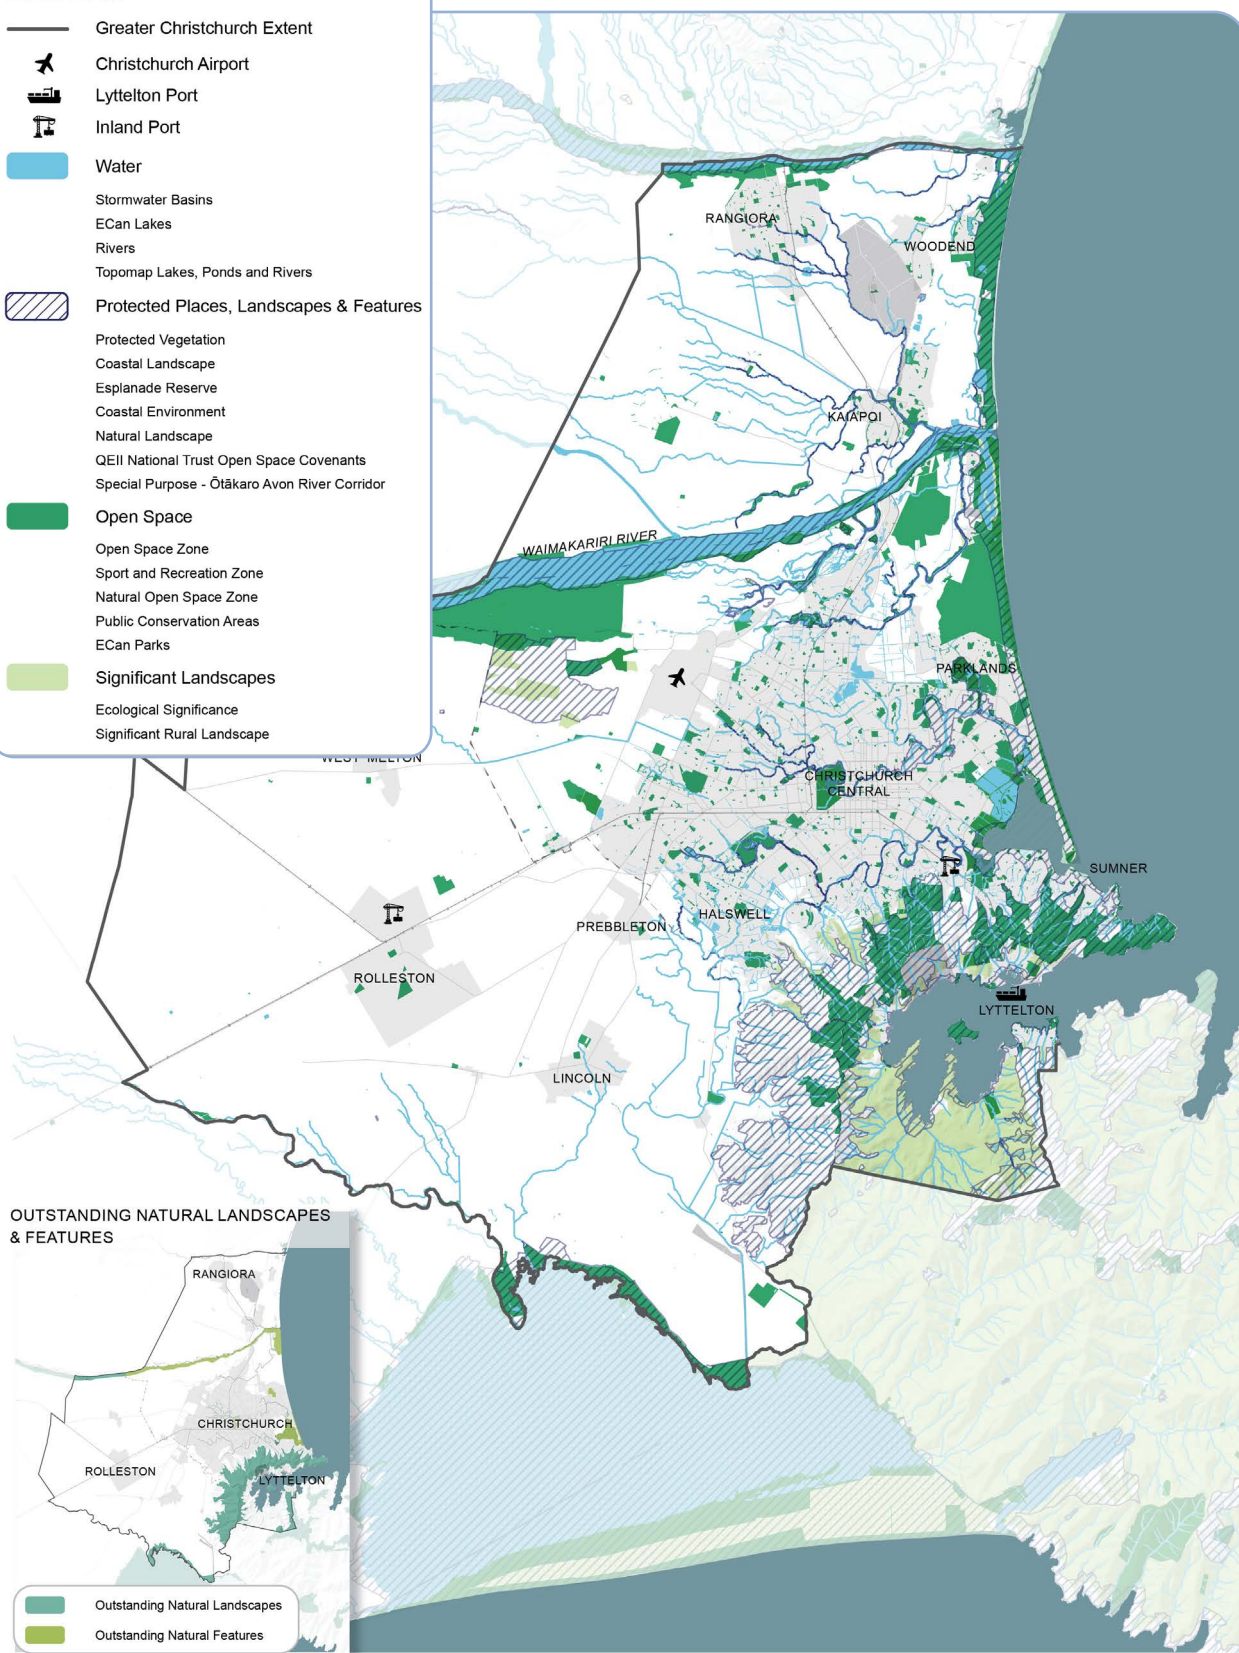 Greater Christchurch Extent
Christchurch Airport
Lyttelton Port
Inland Port
Water
Stormwater Basins
ECan Lakes
Rivers
Topomap Lakes, Ponds and Rivers
Protected Places, Landscapes & Features
Protected Vegetation
Coastal Landscape
Esplanade Reserve
Coastal Environment
Natural Landscape
QEII National Trust Open Space Covenants
Special Purpose - Ōtākaro Avon River Corridor
Open Space
Open Space Zone
Sport and Recreation Zone
Natural Open Space Zone
Public Conservation Areas
ECan Parks
Significant Landscapes
Ecological Significance
Significant Rural Landscape
RANGIORA
WOODEND
KAIAPOI
WAIMAKARIRI RIVER
PARKLANDS
WEST MELTON
CHRISTCHURCH
CENTRAL
SUMNER
HALSWELL
PREBBLETON
ROLLESTON
LYTTELTON
LINCOLN
OUTSTANDING NATURAL LANDSCAPES
& FEATURES
RANGIORA
CHRISTCHURCH
ROLLESTON
LYTTELTON
Outstanding Natural Landscapes
Outstanding Natural Features